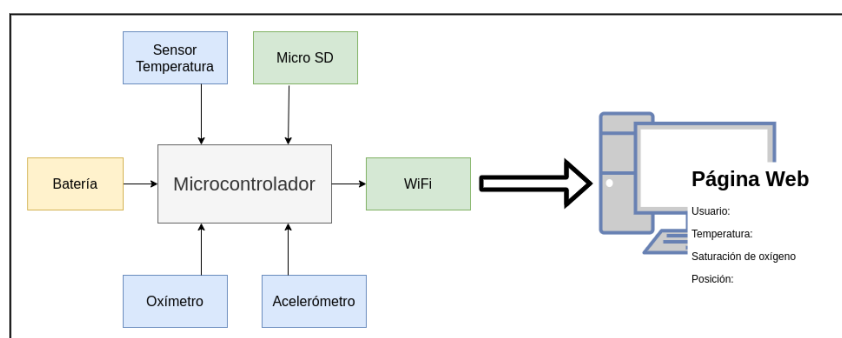 Sensor
Temperatura
Micro SD
Batería
Microcontrolador
WiFi
Oxímetro
Acelerómetro
Página Web
Usuario:
Temperatura:
Saturación de oxígeno
Posición: